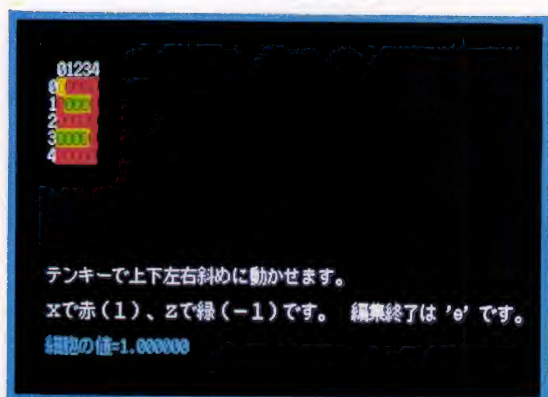 01234
0
1
2
3
4
テンキーで上下左右斜めに動かせます。
xで赤(1)、zで緑(-1)です。 編集終了は'e'です。
細胞の値=1.000000